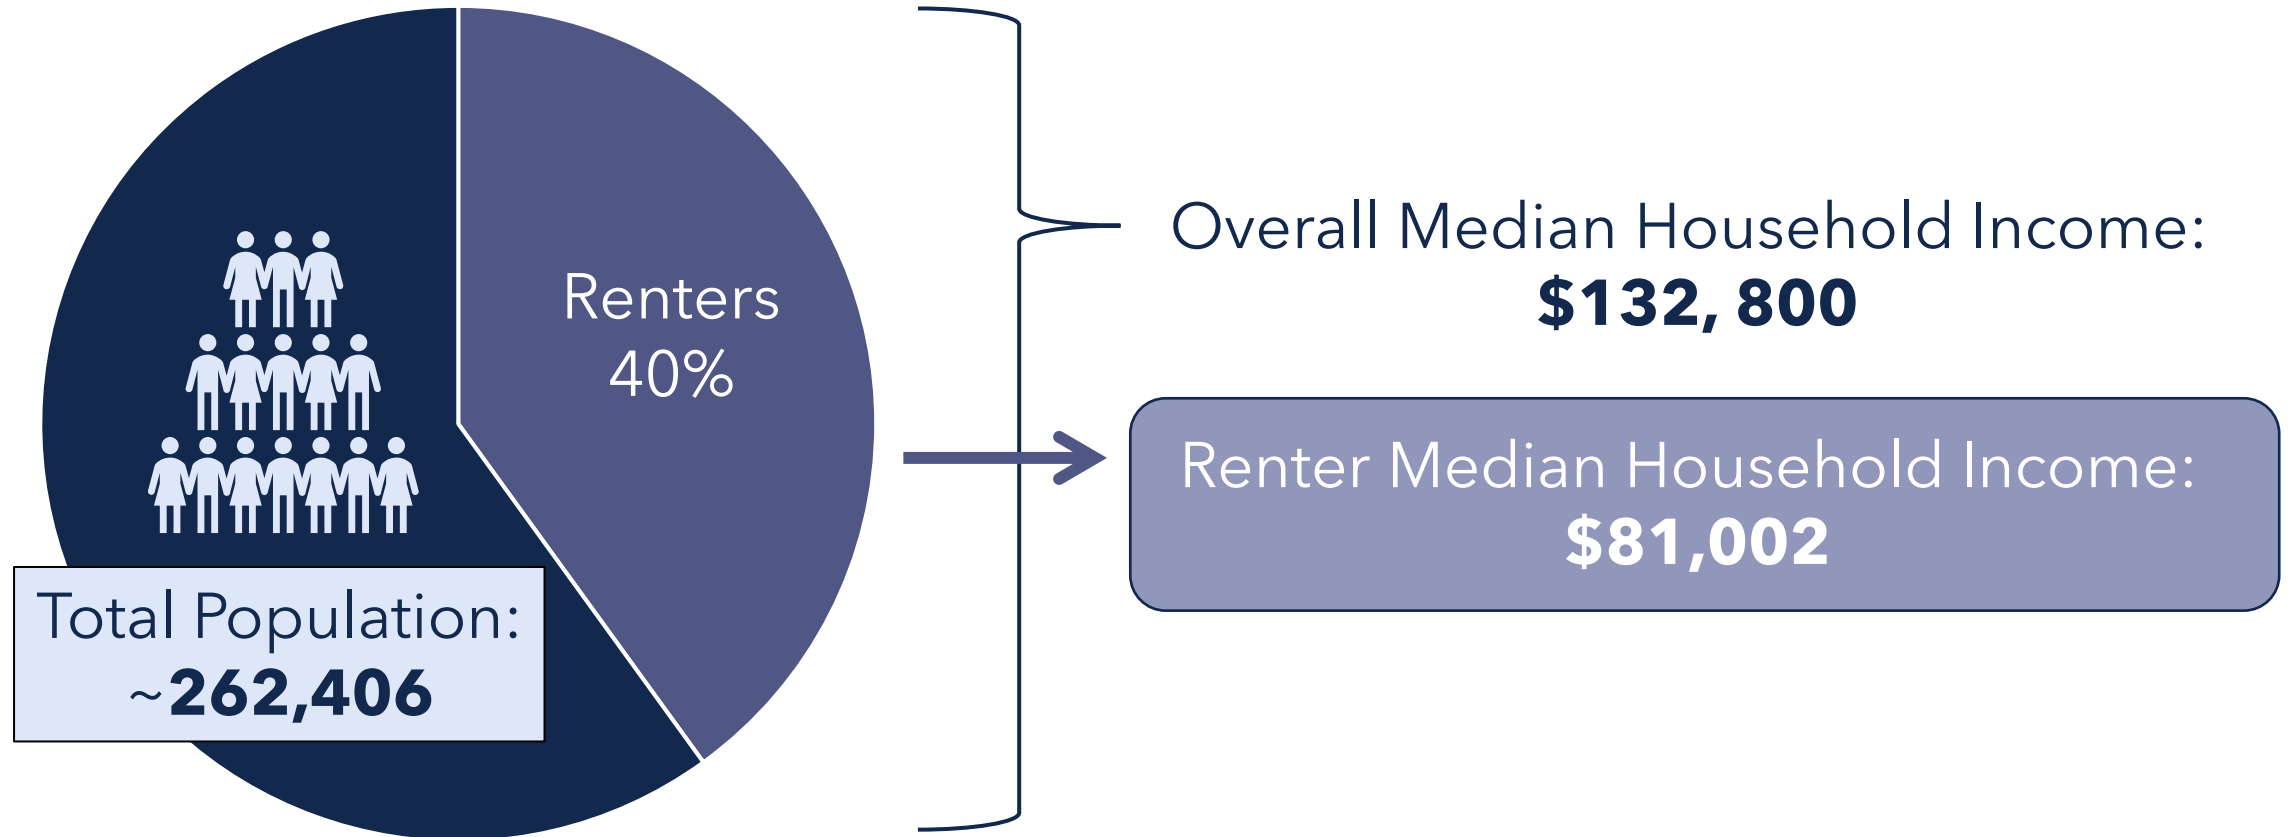 Renters
40%
Total Population:
~262,406
Overall Median Household Income:
$132, 800
Renter Median Household Income:
$81,002